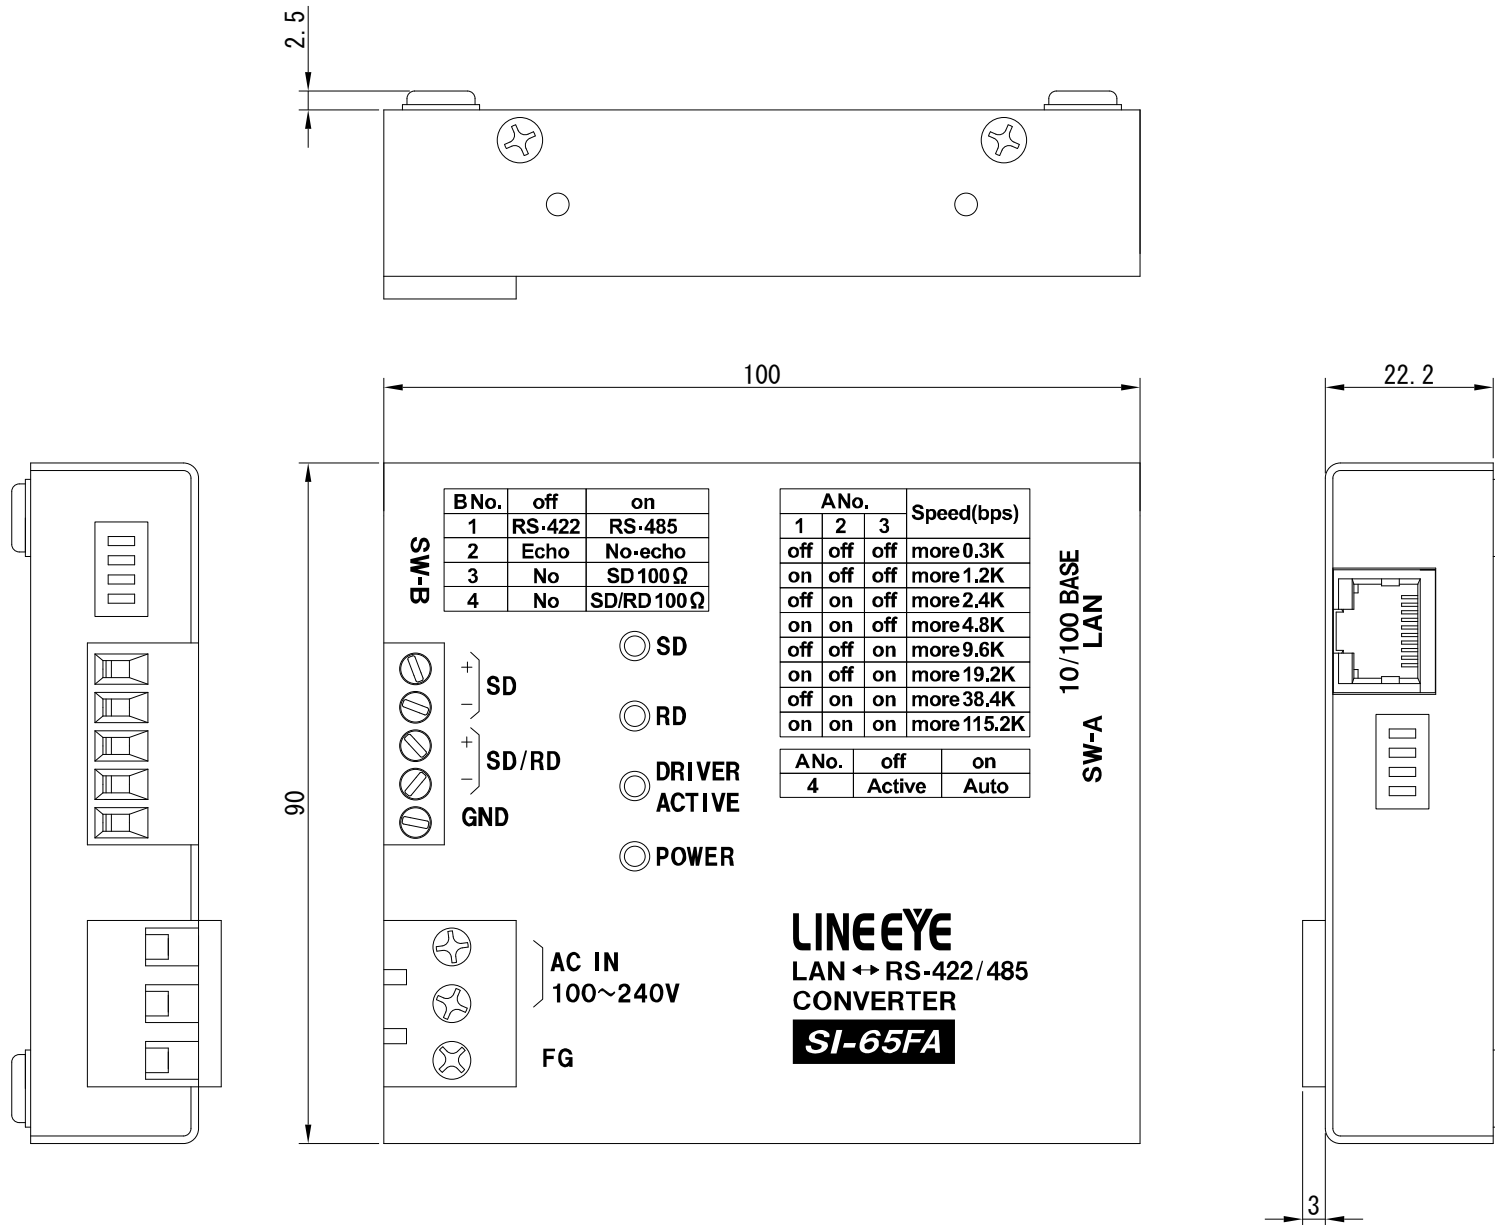 2.5
100
22.2
90
3
SW-B
B No. off on
1 RS-422 RS-485
2 Echo No-echo
3 No SD 100Ω
4 No SD/RD 100Ω
A No. Speed(bps)
1 2 3
off off off more 0.3K
on off off more 1.2K
off on off more 2.4K
on on off more 4.8K
off off on more 9.6K
on off on more 19.2K
off on on more 38.4K
on on on more 115.2K
A No. off on
4 Active Auto
10/100 BASE
LAN
SW-A
+
SD
−
+
SD/RD
−
GND
SD
RD
DRIVER
ACTIVE
POWER
AC IN
100～240V
FG
LINEEYE
LAN ↔ RS-422/485
CONVERTER
SI-65FA